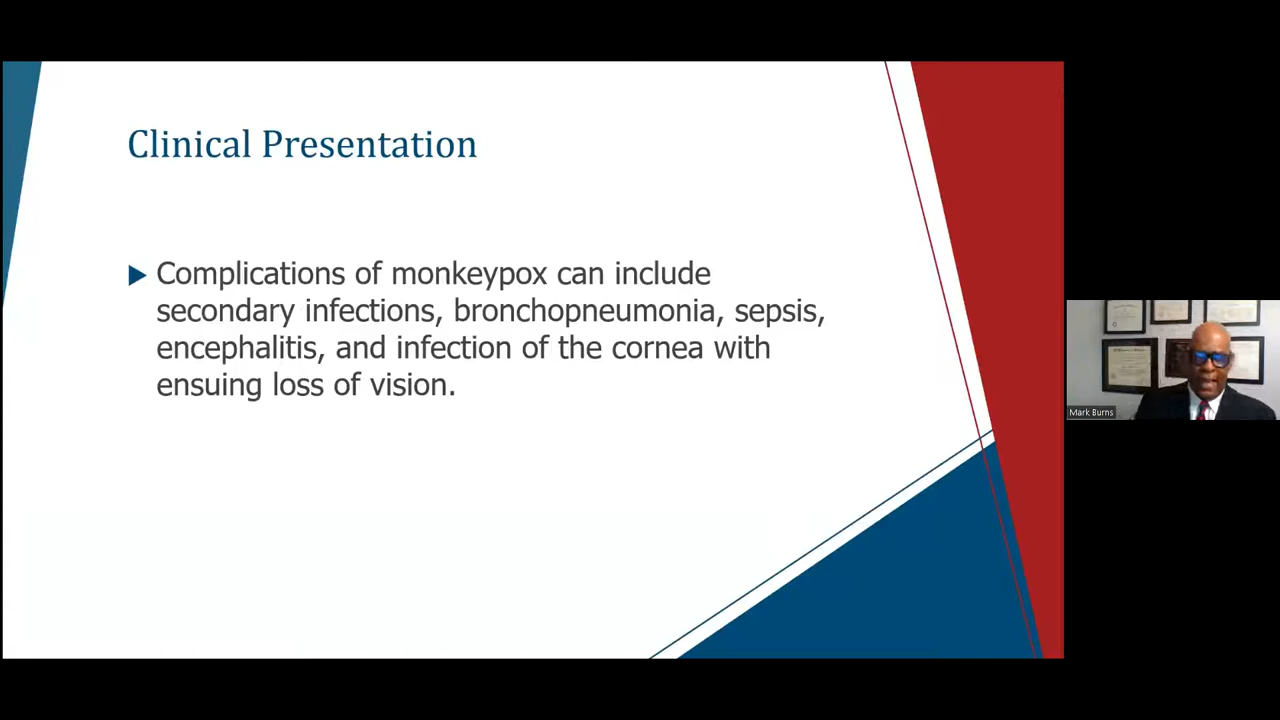 Clinical Presentation
Complications of monkeypox can include
secondary infections, bronchopneumonia, sepsis,
encephalitis, and infection of the cornea with
ensuing loss of vision.
Mark Burns